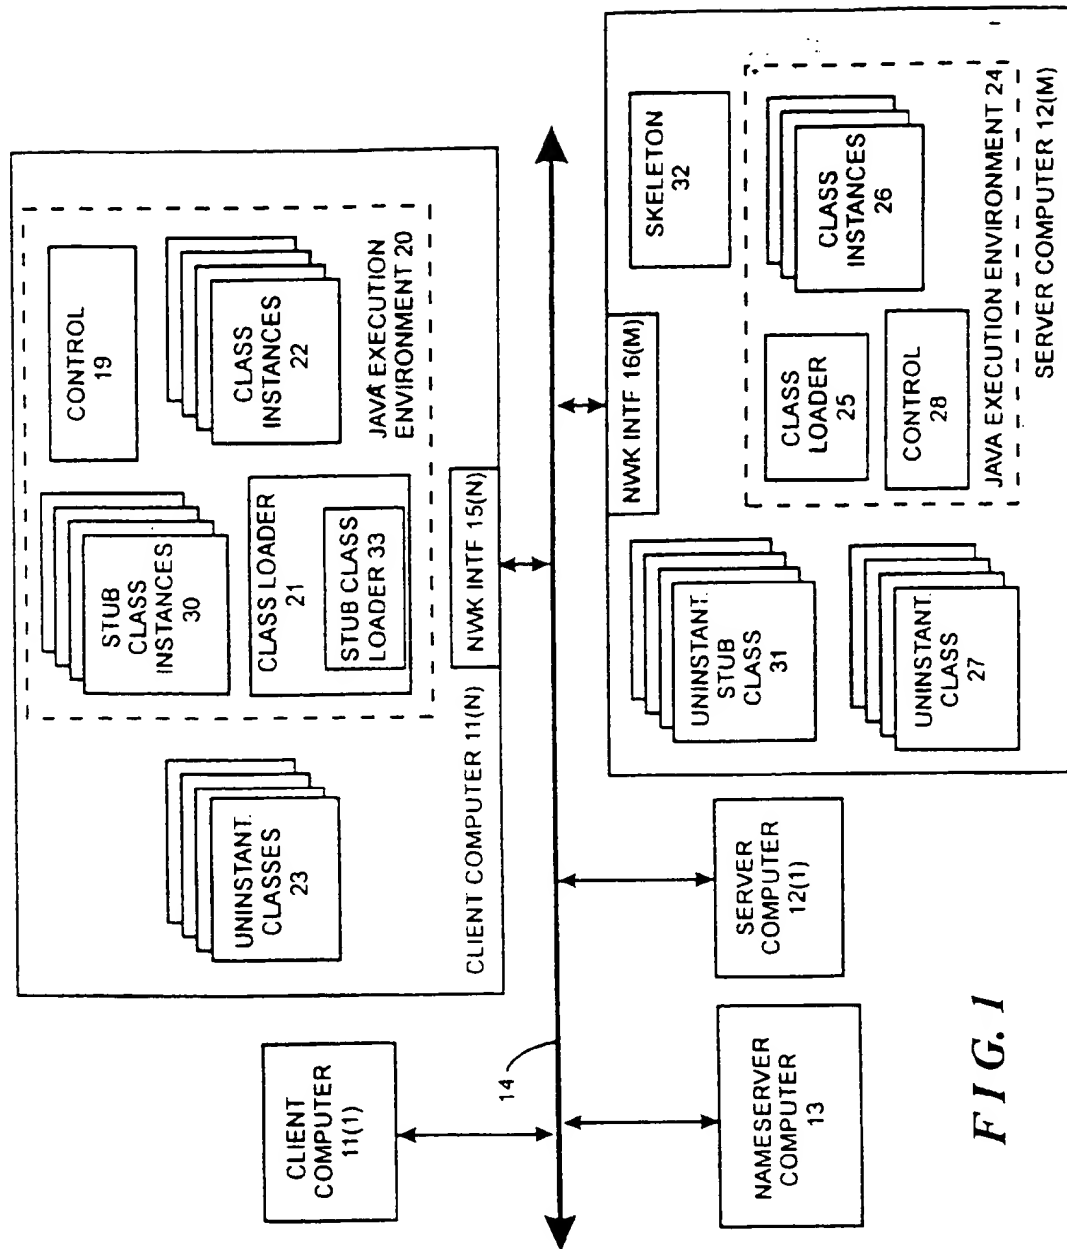 CLIENT
COMPUTER
11(1)
UNINSTANT.
CLASSES
23
STUB
CLASS
INSTANCES
30
CONTROL
19
CLASS LOADER
21
STUB CLASS
LOADER 33
CLASS
INSTANCES
22
JAVA EXECUTION
ENVIRONMENT 20
CLIENT COMPUTER 11(N)
NWK INTF 15(N)
14
NAMESERVER
COMPUTER
13
SERVER
COMPUTER
12(1)
NWK INTF 16(M)
SKELETON
32
UNINSTANT.
STUB
CLASS
31
UNINSTANT.
CLASS
27
CLASS
LOADER
25
CLASS
INSTANCES
26
CONTROL
28
JAVA EXECUTION ENVIRONMENT 24
SERVER COMPUTER 12(M)
FIG. 1